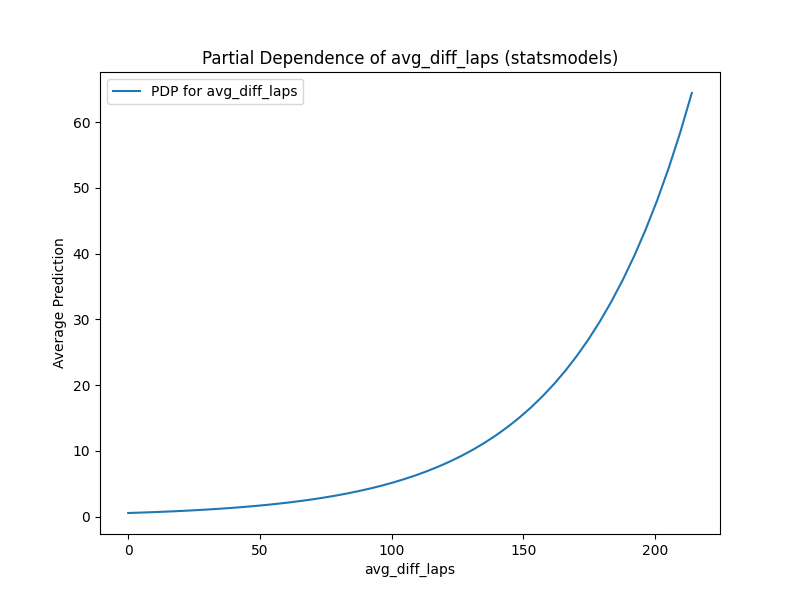 Partial Dependence of avg_diff_laps (statsmodels)
PDP for avg_diff_laps
Average Prediction
60
50
40
30
20
10
0
0 50 100 150 200
avg_diff_laps